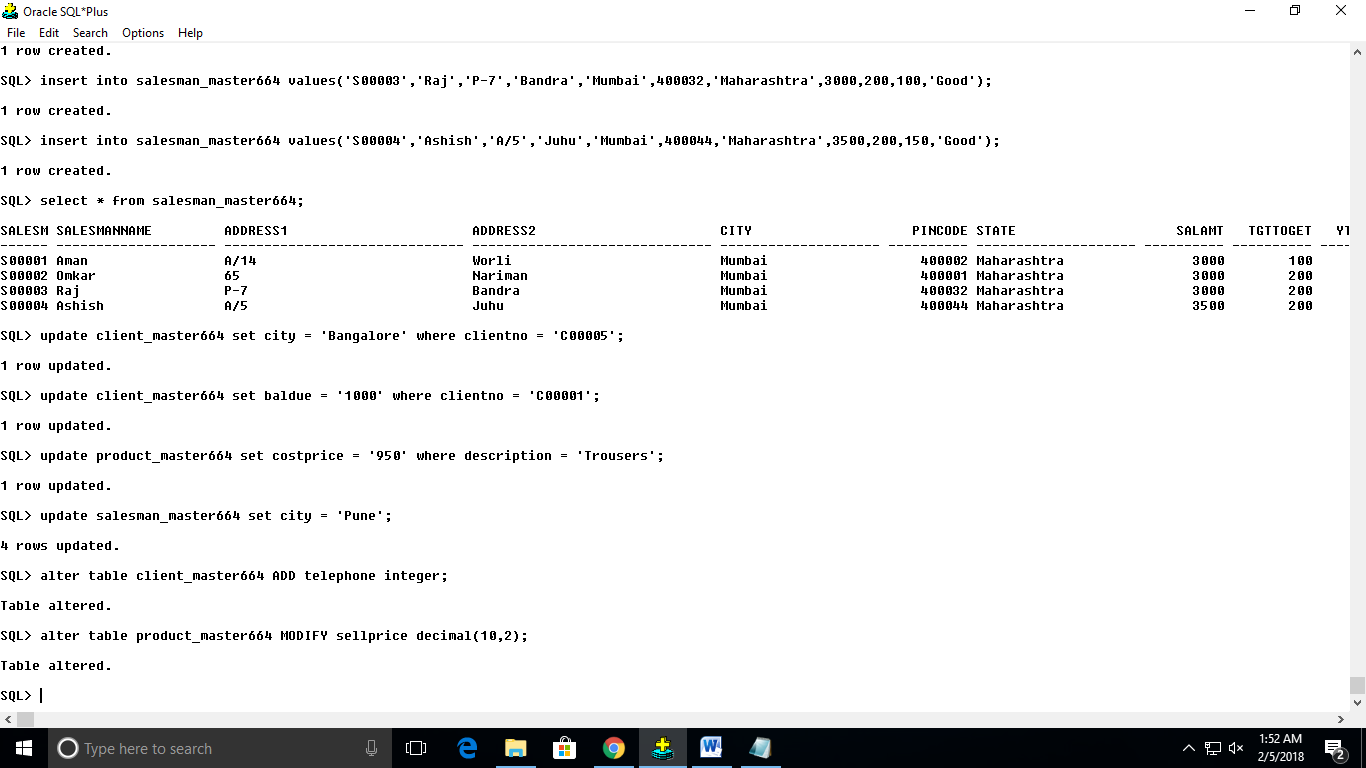 Oracle SQL*Plus
File Edit Search Options Help
1 row created.
SQL> insert into salesman_master664 values('S00003','Raj','P-7','Bandra','Mumbai',400032,'Maharashtra',3000,200,100,'Good');
1 row created.
SQL> insert into salesman_master664 values('S00004','Ashish','A/5','Juhu','Mumbai',400044,'Maharashtra',3500,200,150,'Good');
1 row created.
SQL> select * from salesman_master664;
SALESM SALESMANNAME ADDRESS1 ADDRESS2 CITY PINCODE STATE SALAMT TGTTOGET YT
------ -------------------- ------------------------------ ------------------------------ -------------------- ---------- -------------------- ---------- ---------- ----
S00001 Aman A/14 Worli Mumbai 400002 Maharashtra 3000 100
S00002 Omkar 65 Nariman Mumbai 400001 Maharashtra 3000 200
S00003 Raj P-7 Bandra Mumbai 400032 Maharashtra 3000 200
S00004 Ashish A/5 Juhu Mumbai 400044 Maharashtra 3500 200
SQL> update client_master664 set city = 'Bangalore' where clientno = 'C00005';
1 row updated.
SQL> update client_master664 set baldue = '1000' where clientno = 'C00001';
1 row updated.
SQL> update product_master664 set costprice = '950' where description = 'Trousers';
1 row updated.
SQL> update salesman_master664 set city = 'Pune';
4 rows updated.
SQL> alter table client_master664 ADD telephone integer;
Table altered.
SQL> alter table product_master664 MODIFY sellprice decimal(10,2);
Table altered.
SQL>
Type here to search
1:52 AM
2/5/2018
2